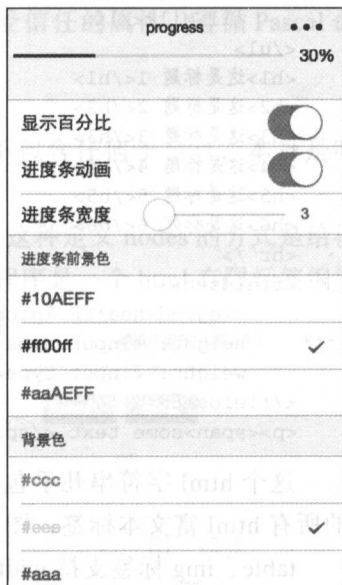 progress
30%
显示百分比
进度条动画
进度条宽度 3
进度条前景色
#10AEFF
#ff00ff
#aaAEFF
背景色
#ccc
#eee
#aaa